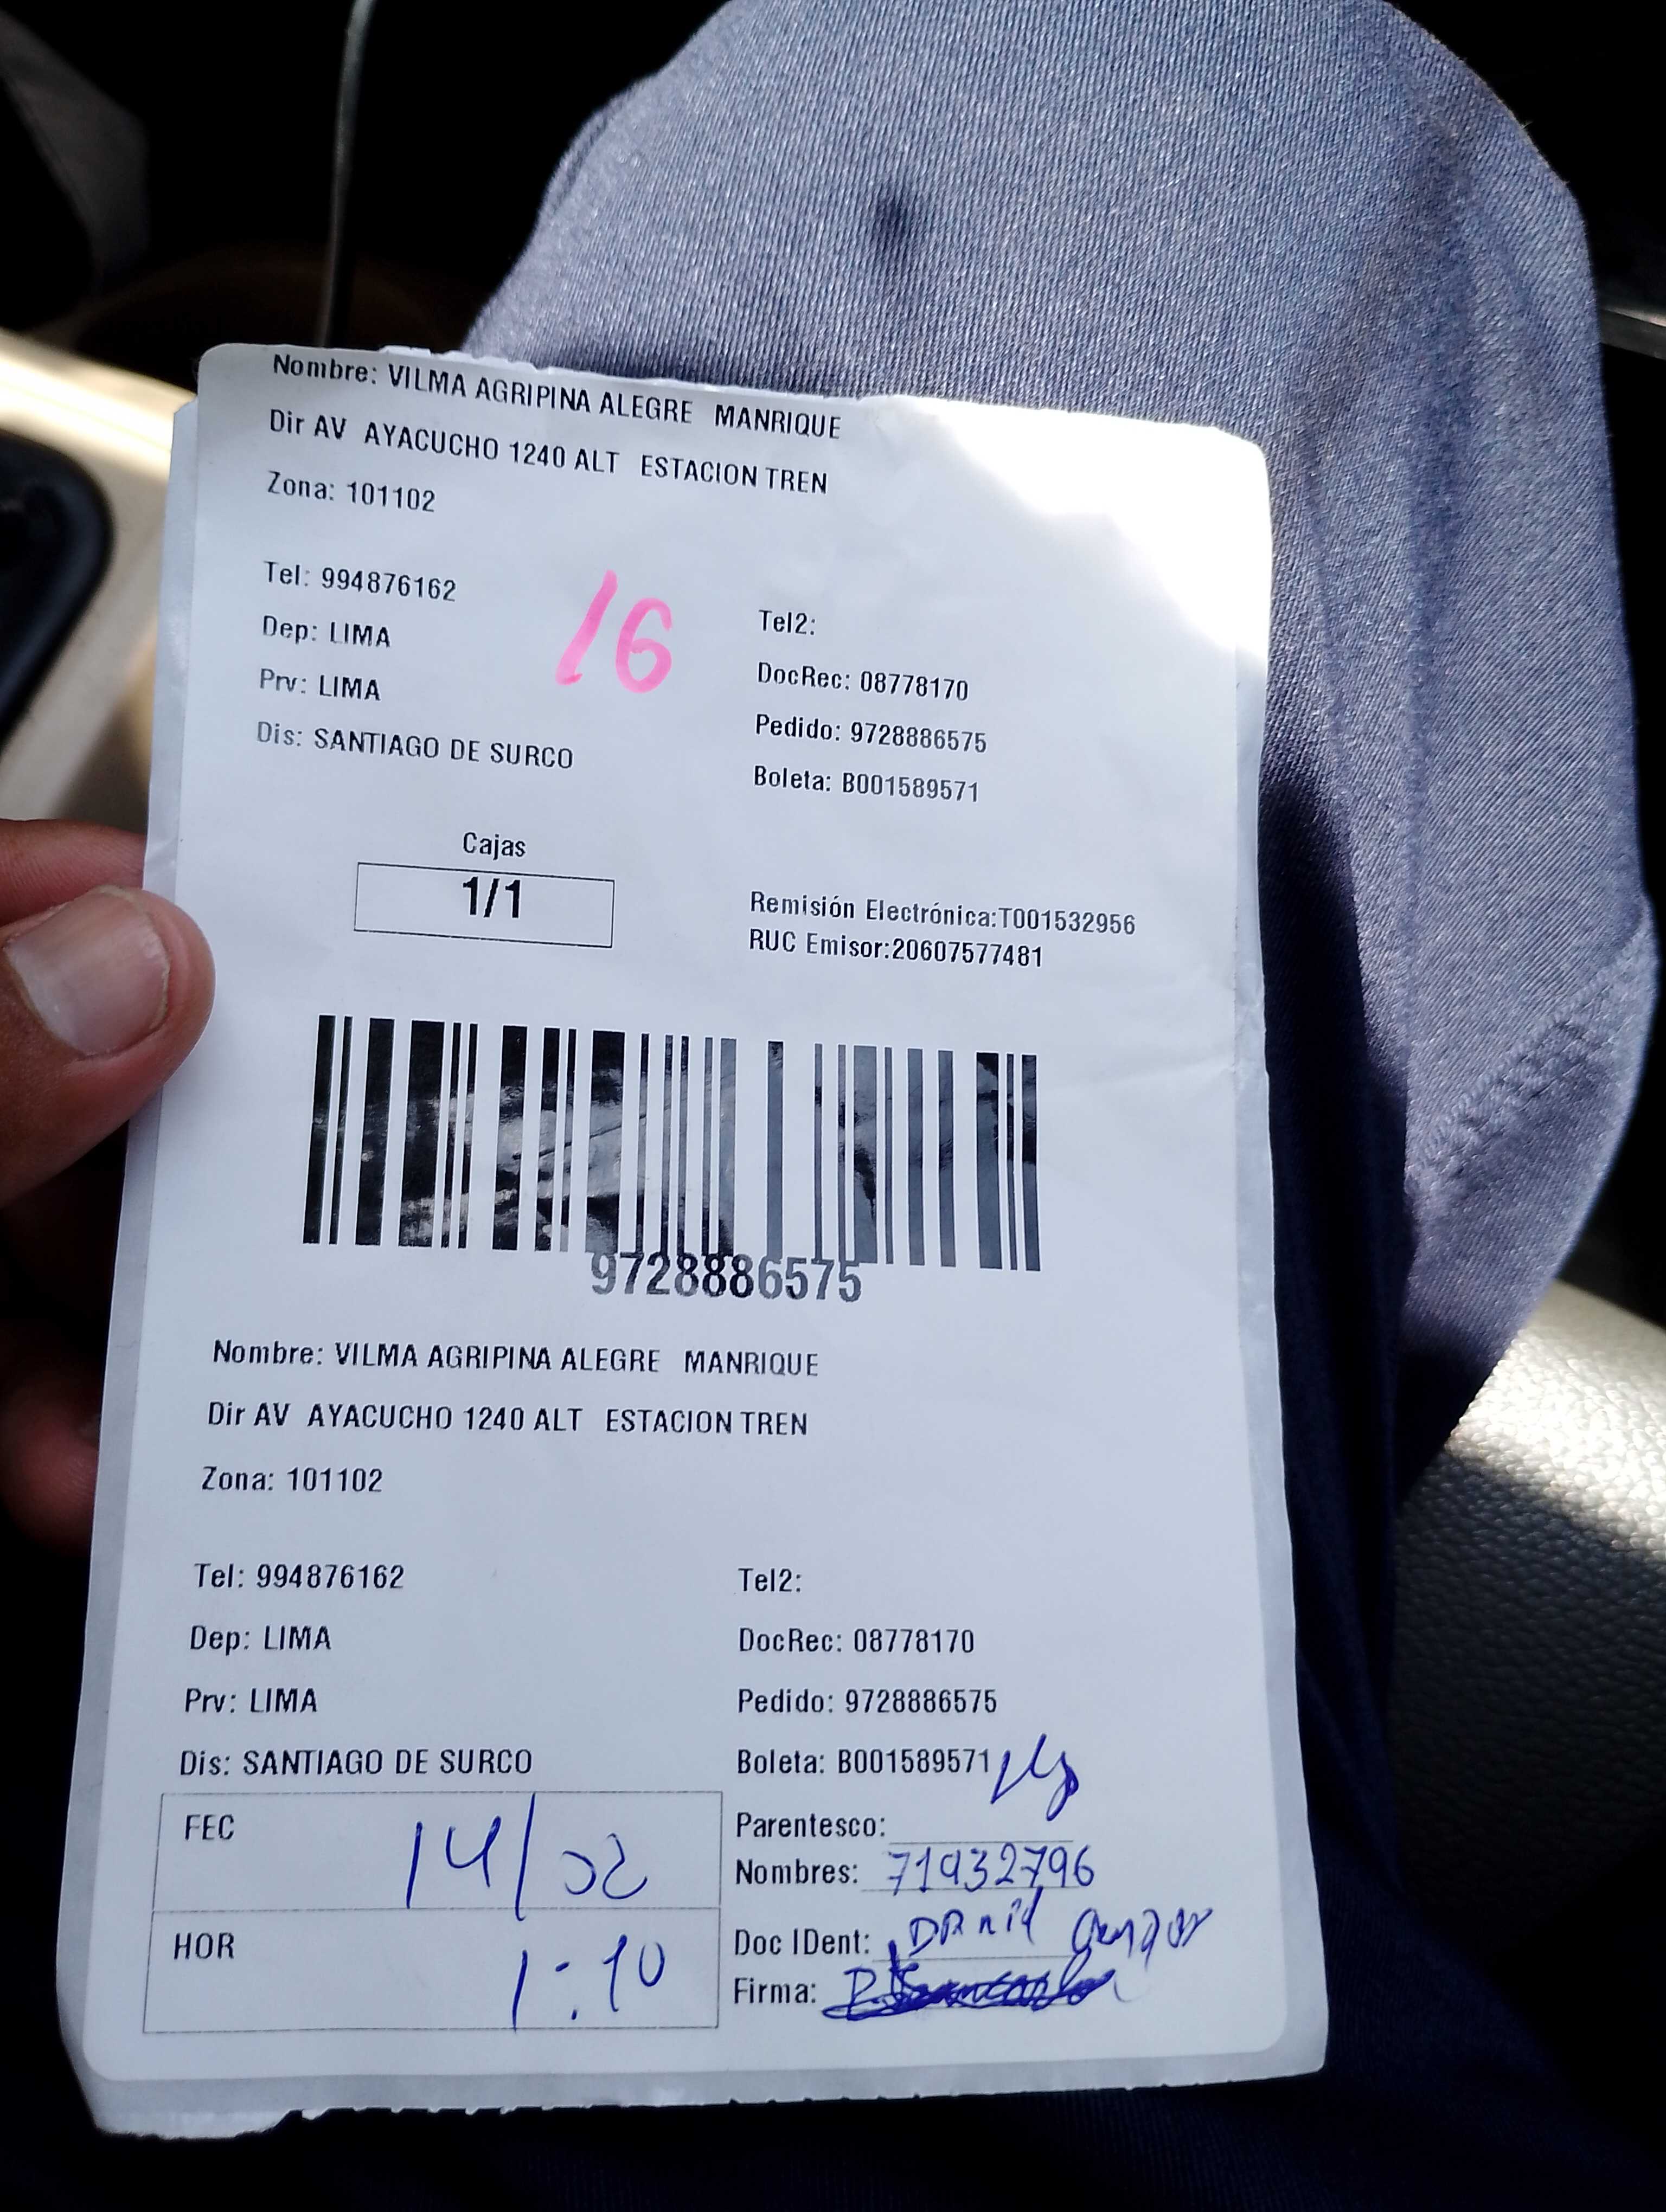 Nombre: VILMA AGRIPINA ALEGRE MANRIQUE
Dir AV AYACUCHO 1240 ALT ESTACION TREN
Zona: 101102
Tel: 994876162
16
Tel2:
Dep: LIMA
DocRec: 08778170
Prv: LIMA
Pedido: 9728886575
Dis: SANTIAGO DE SURCO
Boleta: B001589571
Cajas
1/1
Remisión Electrónica:T001532956
RUC Emisor:20607577481
9728886575
Nombre: VILMA AGRIPINA ALEGRE MANRIQUE
Dir AV AYACUCHO 1240 ALT ESTACION TREN
Zona: 101102
Tel: 994876162
Tel2:
Dep: LIMA
DocRec: 08778170
Prv: LIMA
Pedido: 9728886575
Dis: SANTIAGO DE SURCO
Boleta: B001589571
FEC 14/02
Parentesco:
Nombres: 71932796
HOR 1:10
Doc IDent:
Firma: